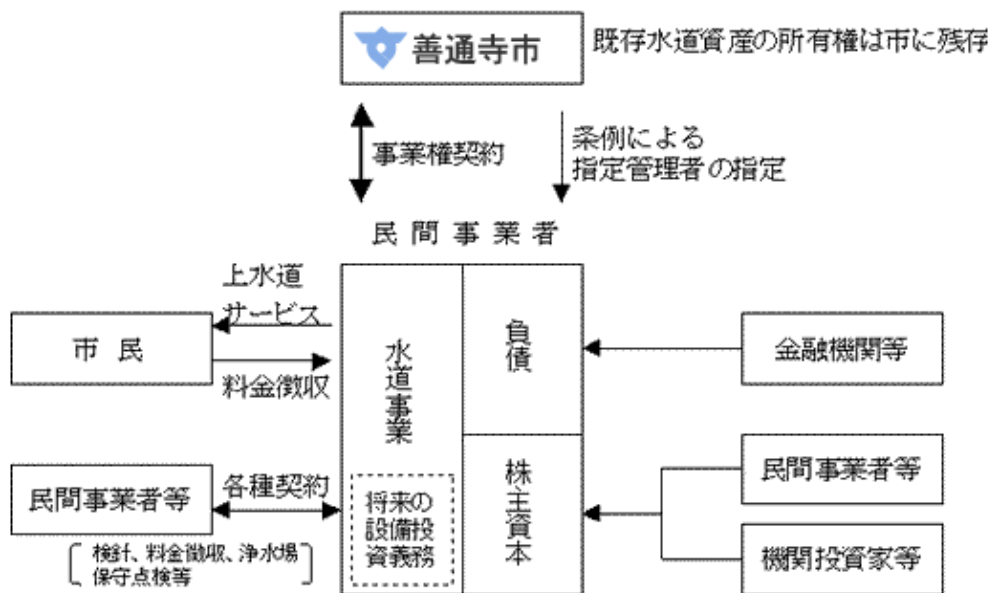 善通寺市
既存水道資産の所有権は市に残存
事業権契約
条例による
指定管理者の指定
民間事業者
上水道
サービス
市民
料金徴収
水道事業
負債
金融機関等
民間事業者等
各種契約
検針、料金徴収、浄水場
保守点検等
将来の
設備投
資義務
株主資本
民間事業者等
機関投資家等